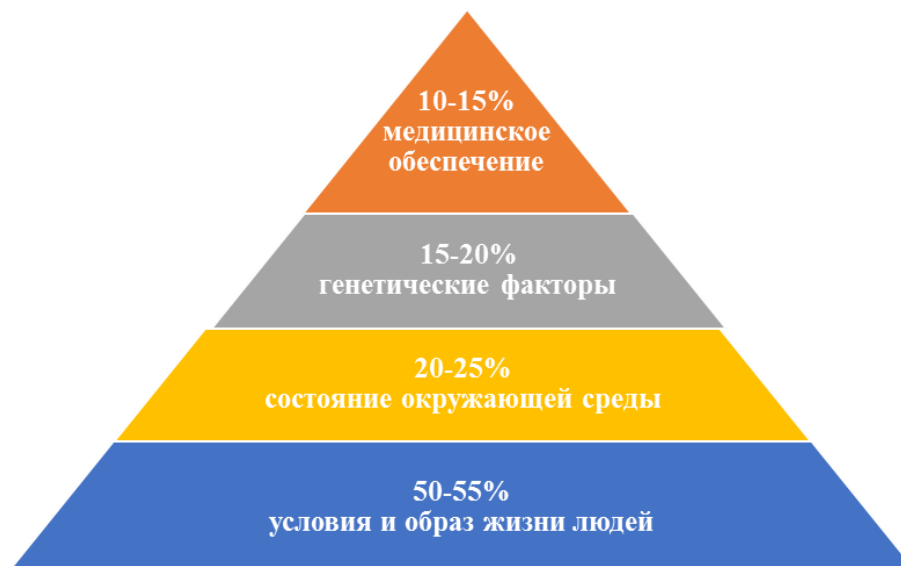 10-15%
медицинское
обеспечение
15-20%
генетические факторы
20-25%
состояние окружающей среды
50-55%
условия и образ жизни людей